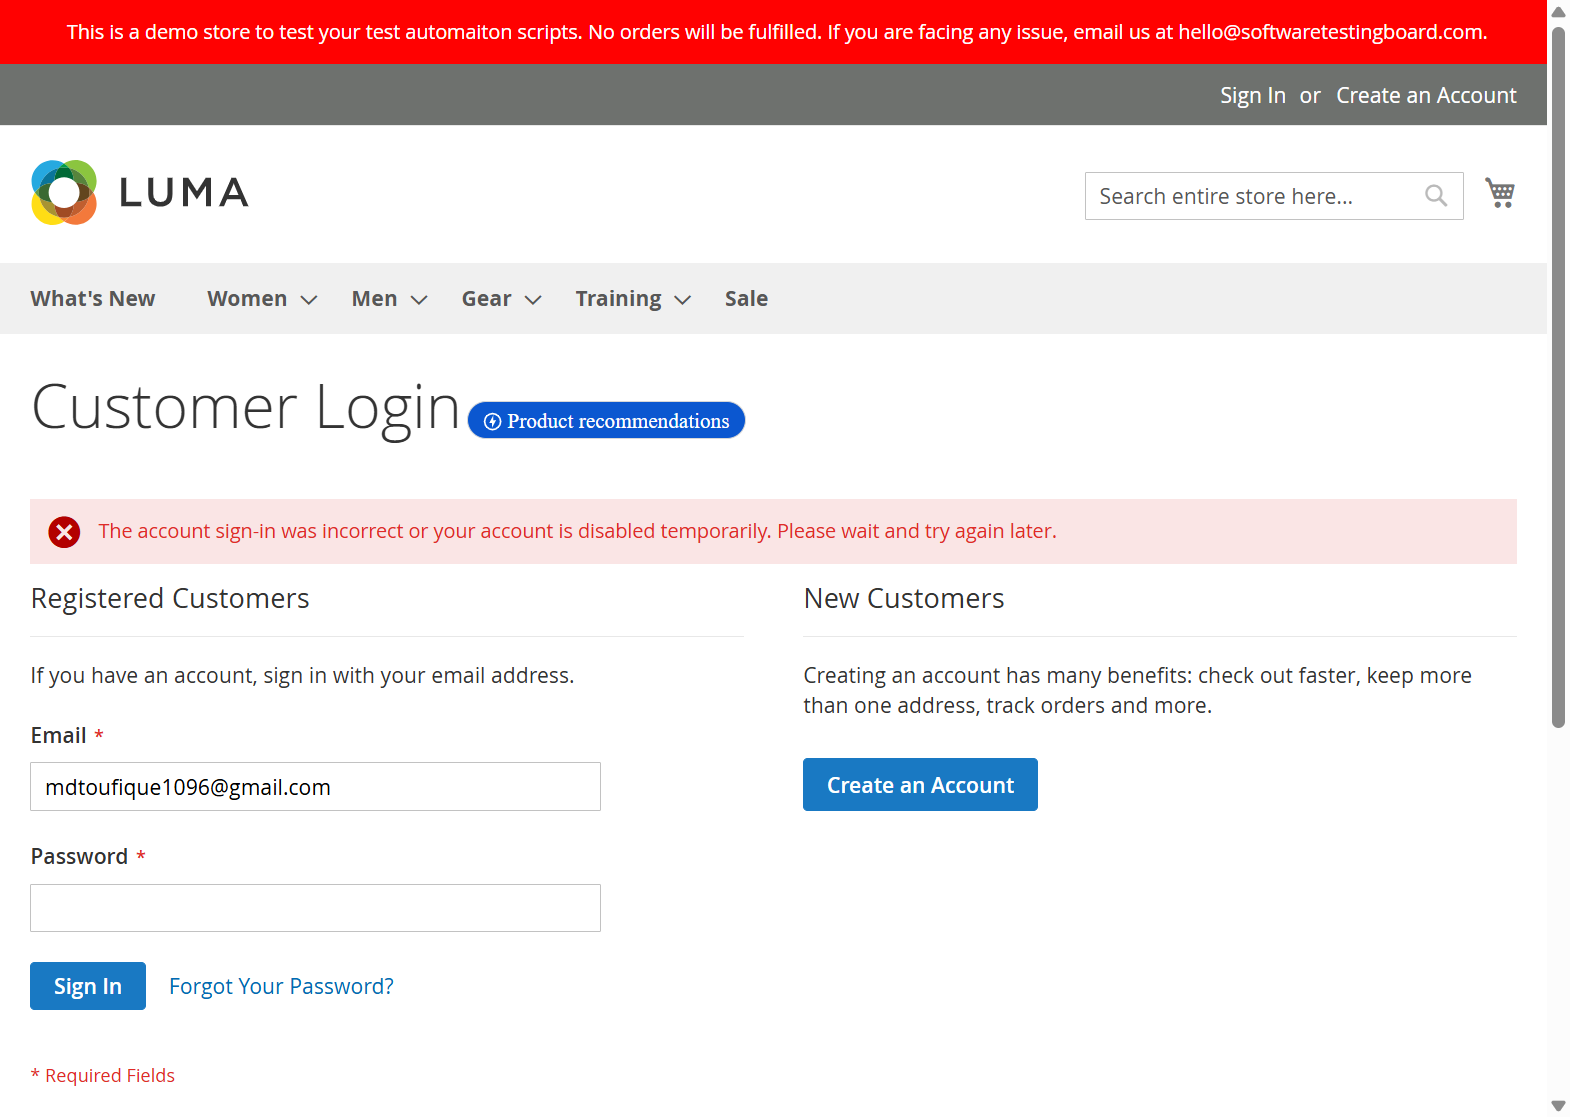 This is a demo store to test your test automaiton scripts. No orders will be fulfilled. If you are facing any issue, email us at hello@softwaretestingboard.com.
Sign In or Create an Account
LUMA
Search entire store here...
What's New Women Men Gear Training Sale
Customer Login
Product recommendations
The account sign-in was incorrect or your account is disabled temporarily. Please wait and try again later.
Registered Customers
If you have an account, sign in with your email address.
Email *
mdtoufique1096@gmail.com
Password *
Sign In
Forgot Your Password?
* Required Fields
New Customers
Creating an account has many benefits: check out faster, keep more
than one address, track orders and more.
Create an Account